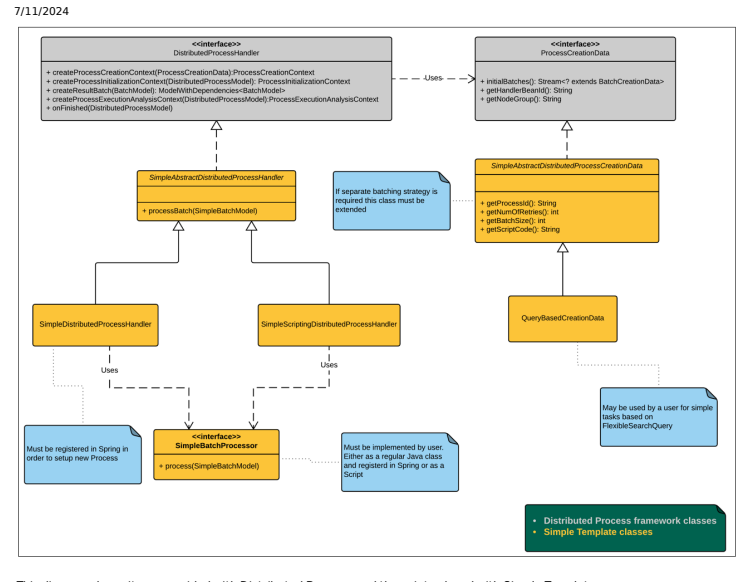 7/11/2024
<<interface>>
DistributedProcessHandler
+ createProcessCreationContext(ProcessCreationData):ProcessCreationContext
+ createProcessInitializationContext(DistributedProcessModel): ProcessInitializationContext
+ createResultBatch(BatchModel): ModelWithDependencies<BatchModel>
+ createProcessExecutionAnalysisContext(DistributedProcessModel):ProcessExecutionAnalysisContext
+ onFinished(DistributedProcessModel)
Uses
<<interface>>
ProcessCreationData
+ initialBatches(): Stream<? extends BatchCreationData>
+ getHandlerBeanId(): String
+ getNodeGroup(): String
SimpleAbstractDistributedProcessHandler
+ processBatch(SimpleBatchModel)
If separate batching strategy is
required this class must be
extended
SimpleAbstractDistributedProcessCreationData
+ getProcessId(): String
+ getNumOfRetries(): int
+ getBatchSize(): int
+ getScriptCode(): String
SimpleDistributedProcessHandler
SimpleScriptingDistributedProcessHandler
QueryBasedCreationData
Uses
Uses
Must be registered in Spring in
order to setup new Process
<<interface>>
SimpleBatchProcessor
+ process(SimpleBatchModel)
Must be implemented by user.
Either as a regular Java class
and registerd in Spring or as a
Script
May be used by a user for simple
tasks based on
FlexibleSearchQuery
• Distributed Process framework classes
• Simple Template classes